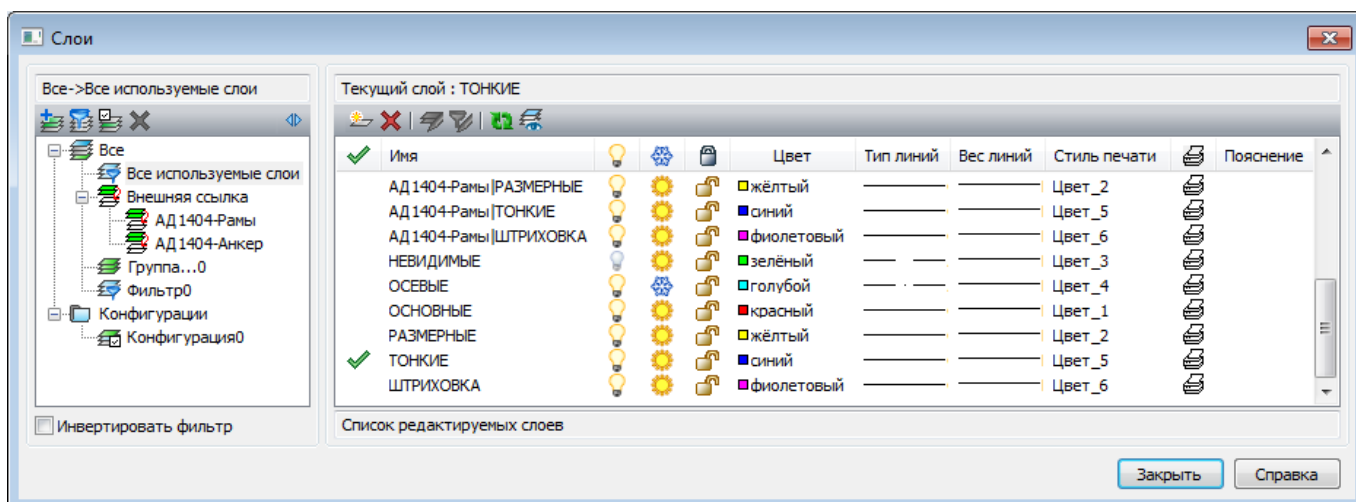 Слои
Все->Все используемые слои
Текущий слой : ТОНКИЕ
Все
Все используемые слои
Внешняя ссылка
АД1404-Рамы
АД1404-Анкер
Группа...0
Фильтр0
Конфигурации
Конфигурация0
Инвертировать фильтр
Имя Цвет Тип линий Вес линий Стиль печати Пояснение
АД1404-Рамы|РАЗМЕРНЫЕ жёлтый Цвет_2
АД1404-Рамы|ТОНКИЕ синий Цвет_5
АД1404-Рамы|ШТРИХОВКА фиолетовый Цвет_6
НЕВИДИМЫЕ зелёный Цвет_3
ОСЕВЫЕ голубой Цвет_4
ОСНОВНЫЕ красный Цвет_1
РАЗМЕРНЫЕ жёлтый Цвет_2
ТОНКИЕ синий Цвет_5
ШТРИХОВКА фиолетовый Цвет_6
Список редактируемых слоев
Закрыть Справка